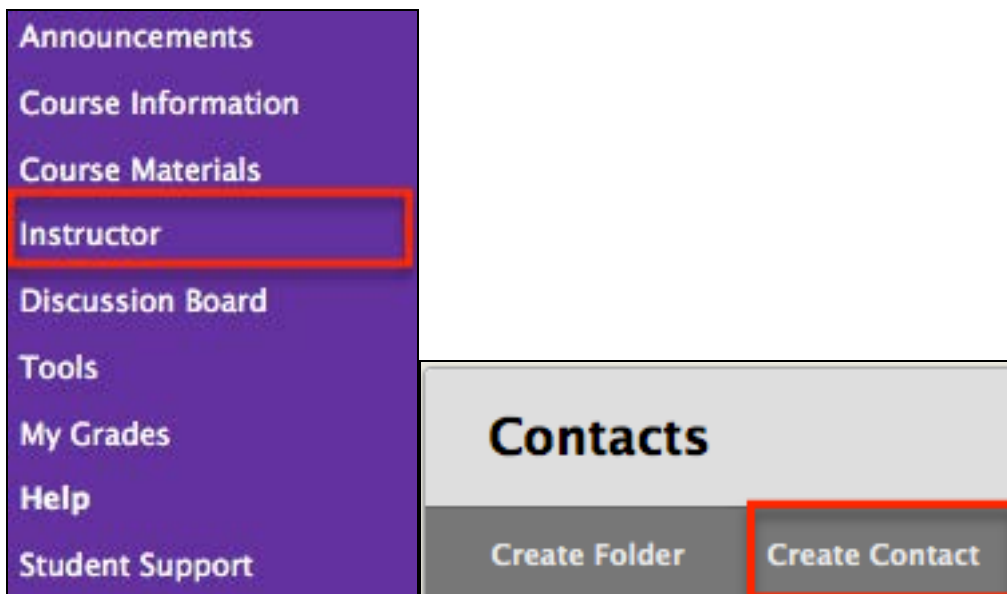 Announcements
Course Information
Course Materials
Instructor
Discussion Board
Tools
My Grades
Help
Student Support
Contacts
Create Folder Create Contact